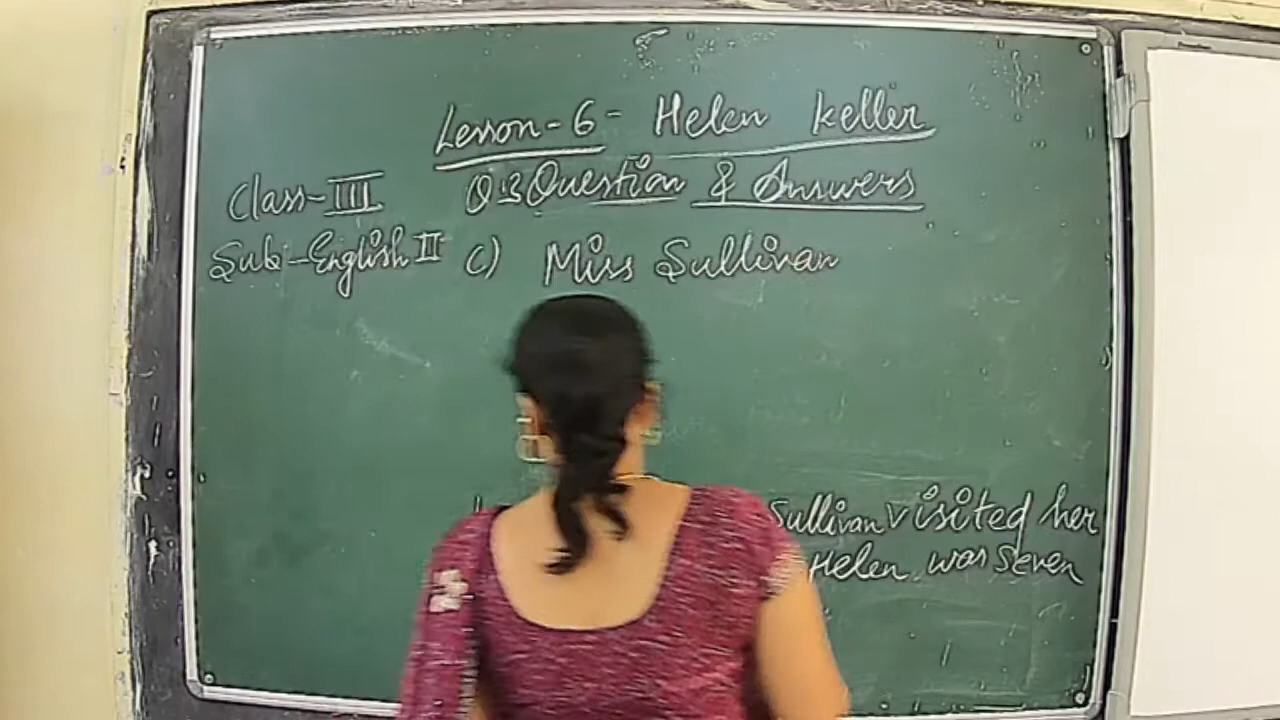 Lesson-6- Helen Keller
Class-III
Q.3 Question & Answers
Sub-English II
c) Miss Sullivan
Sullivan visited her
Helen was seven